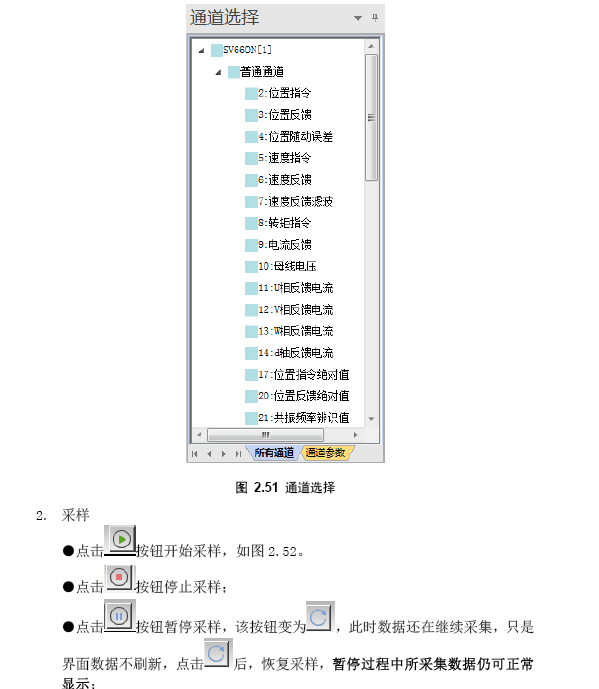 通道选择
SV660N[1]
普通通道
2:位置指令
3:位置反馈
4:位置随动误差
5:速度指令
6:速度反馈
7:速度反馈滤波
8:转矩指令
9:电流反馈
10:母线电压
11:U相反馈电流
12:V相反馈电流
13:W相反馈电流
14:d轴反馈电流
17:位置指令绝对值
20:位置反馈绝对值
21:共振频率辨识值
所有通道 通道参数
图 2.51 通道选择
2. 采样
●点击按钮开始采样，如图 2.52。
●点击按钮停止采样；
●点击按钮暂停采样，该按钮变为，此时数据还在继续采集，只是
界面数据不刷新，点击后，恢复采样，暂停过程中所采集数据仍可正常
显示；